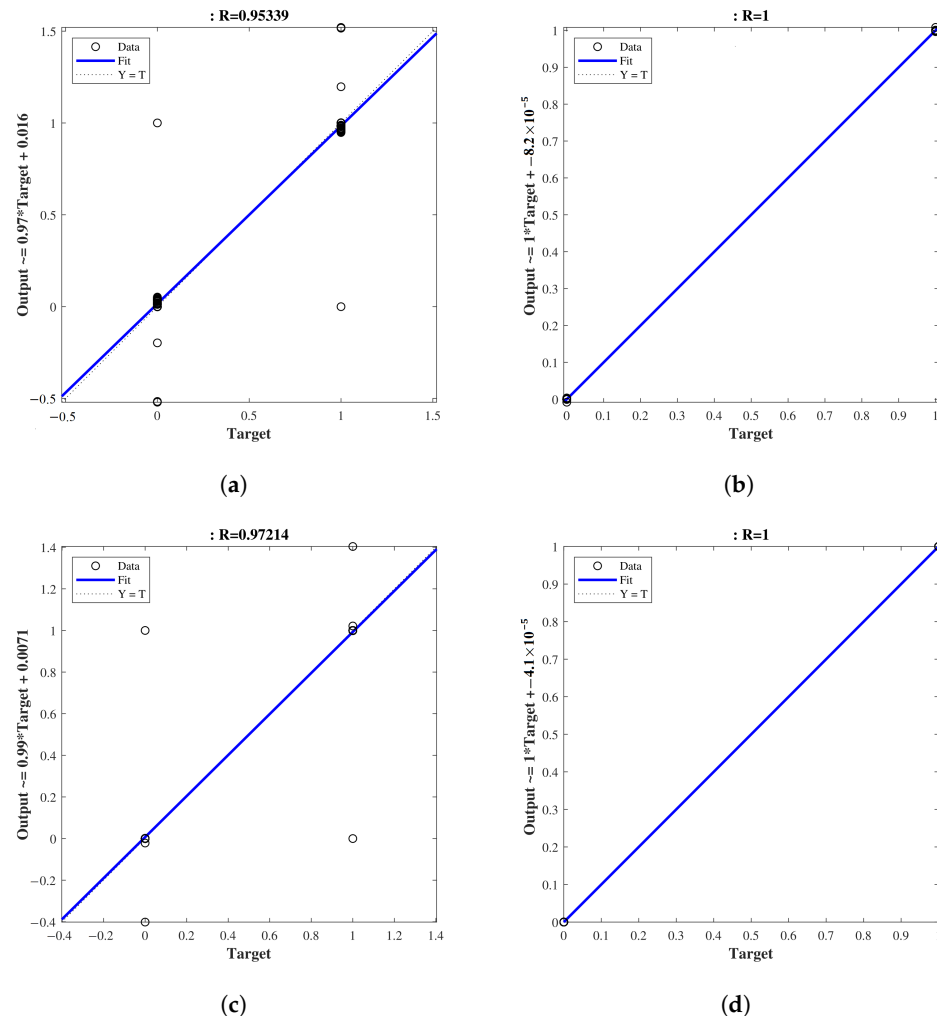 : R=0.95339
Data
Fit
Y = T
Output ~= 0.97*Target + 0.016
1.5
1
0.5
0
−0.5
−0.5 0 0.5 1 1.5
Target
(a)
: R=1
Data
Fit
Y = T
Output ~= 1*Target + −8.2×10⁻⁵
1
0.9
0.8
0.7
0.6
0.5
0.4
0.3
0.2
0.1
0
0 0.1 0.2 0.3 0.4 0.5 0.6 0.7 0.8 0.9 1
Target
(b)
: R=0.97214
Data
Fit
Y = T
Output ~= 0.99*Target + 0.0071
1.4
1.2
1
0.8
0.6
0.4
0.2
0
−0.2
−0.4
−0.4 −0.2 0 0.2 0.4 0.6 0.8 1 1.2 1.4
Target
(c)
: R=1
Data
Fit
Y = T
Output ~= 1*Target + −4.1×10⁻⁵
1
0.9
0.8
0.7
0.6
0.5
0.4
0.3
0.2
0.1
0
0 0.1 0.2 0.3 0.4 0.5 0.6 0.7 0.8 0.9
Target
(d)